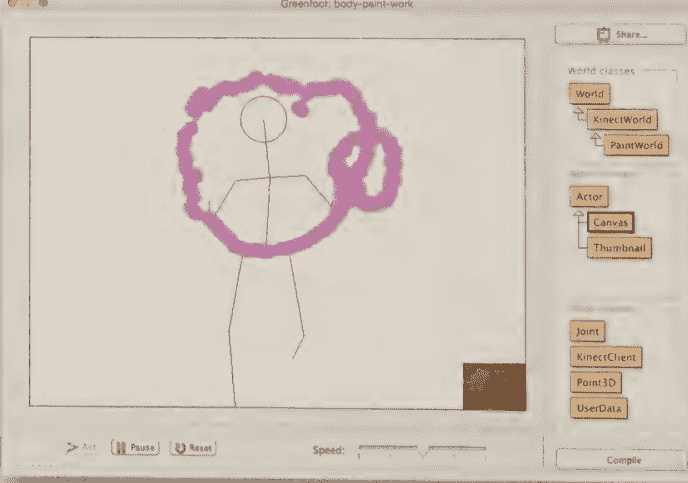 Greenfoot: body-paint-work
Share...
World classes
World
KinectWorld
PaintWorld
Actor
Canvas
Thumbnail
Joint
KinectClient
Point3D
UserData
Act
Pause
Reset
Speed:
Compile